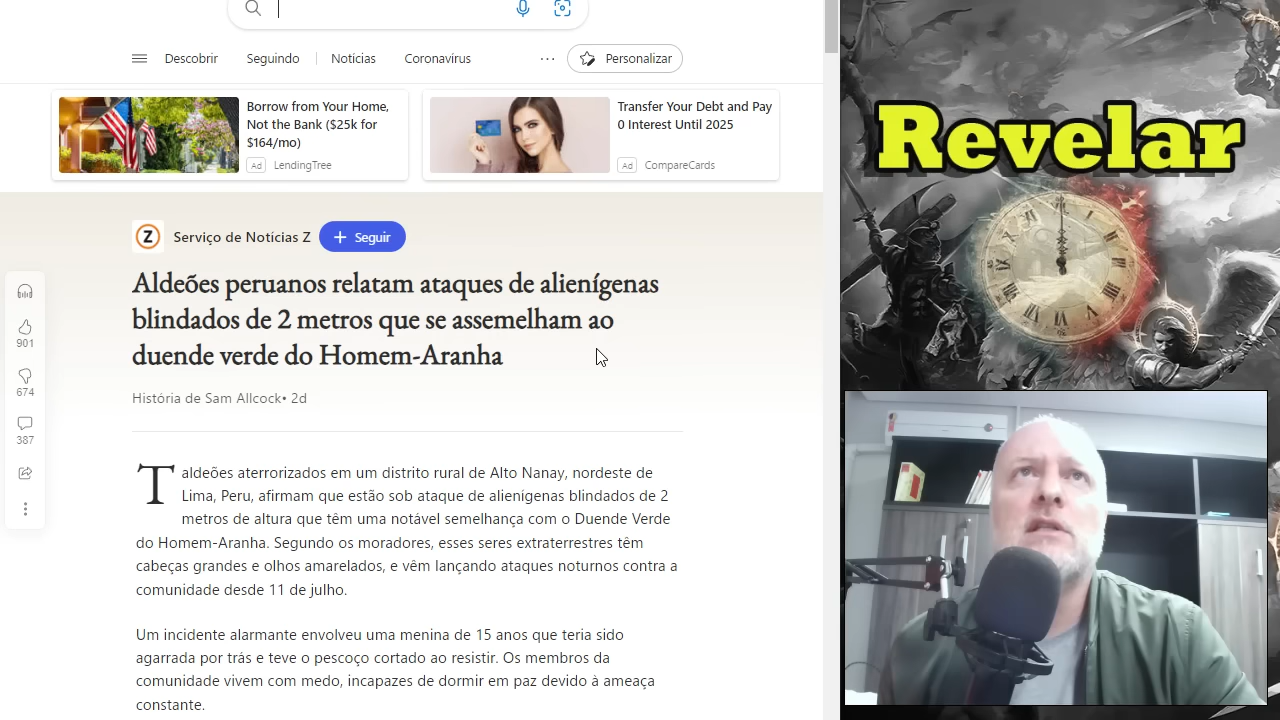 Descobrir
Seguindo
Notícias
Coronavírus
Personalizar
Borrow from Your Home,
Not the Bank ($25k for
$164/mo)
Ad LendingTree
Transfer Your Debt and Pay
0 Interest Until 2025
Ad CompareCards
Revelar
Z
Serviço de Notícias Z
+ Seguir
Aldeões peruanos relatam ataques de alienígenas
blindados de 2 metros que se assemelham ao
duende verde do Homem-Aranha
901
674
387
História de Sam Allcock • 2d
Taldeões aterrorizados em um distrito rural de Alto Nanay, nordeste de
Lima, Peru, afirmam que estão sob ataque de alienígenas blindados de 2
metros de altura que têm uma notável semelhança com o Duende Verde
do Homem-Aranha. Segundo os moradores, esses seres extraterrestres têm
cabeças grandes e olhos amarelados, e vêm lançando ataques noturnos contra a
comunidade desde 11 de julho.
Um incidente alarmante envolveu uma menina de 15 anos que teria sido
agarrada por trás e teve o pescoço cortado ao resistir. Os membros da
comunidade vivem com medo, incapazes de dormir em paz devido à ameaça
constante.